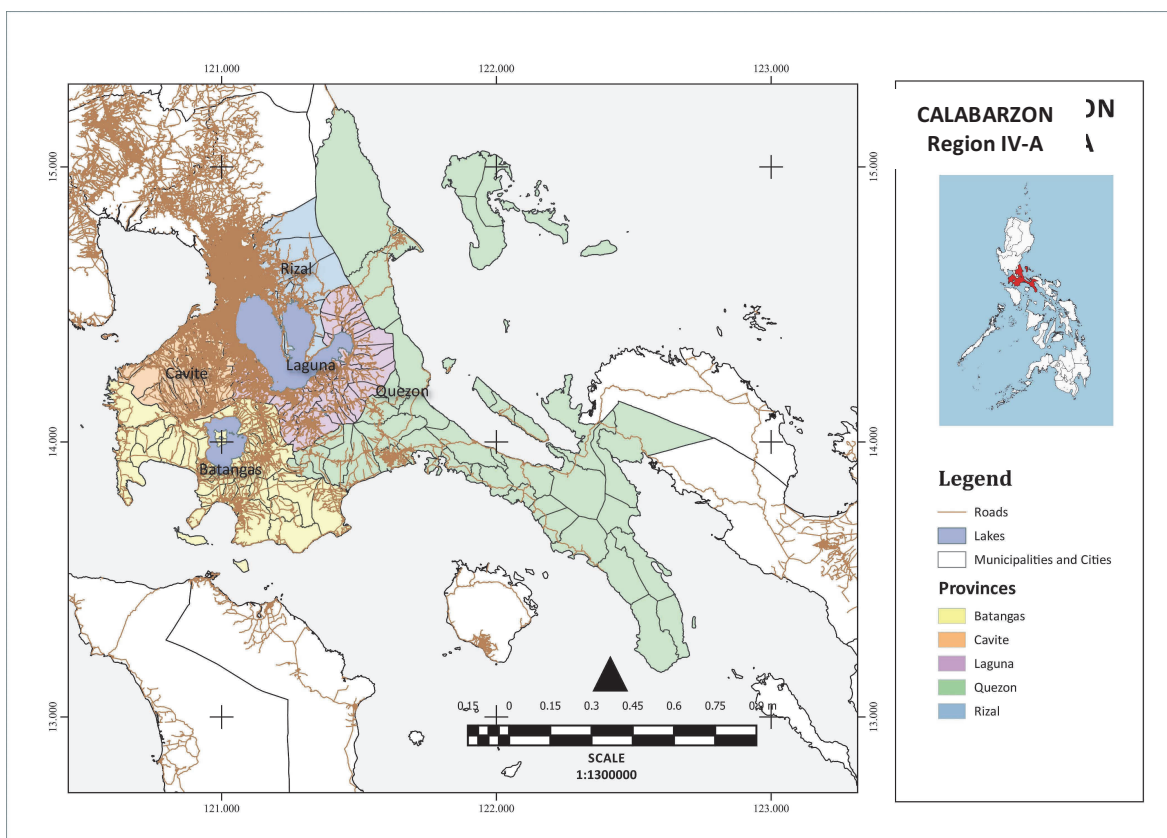 121.000
122.000
123.000
15.000
14.000
13.000
15.000
14.000
13.000
121.000
122.000
123.000
Rizal
Laguna
Cavite
Quezon
Batangas
0.15 0 0.15 0.3 0.45 0.6 0.75 0.9 m
SCALE
1:1300000
CALABARZON ON
Region IV-A A
Legend
Roads
Lakes
Municipalities and Cities
Provinces
Batangas
Cavite
Laguna
Quezon
Rizal